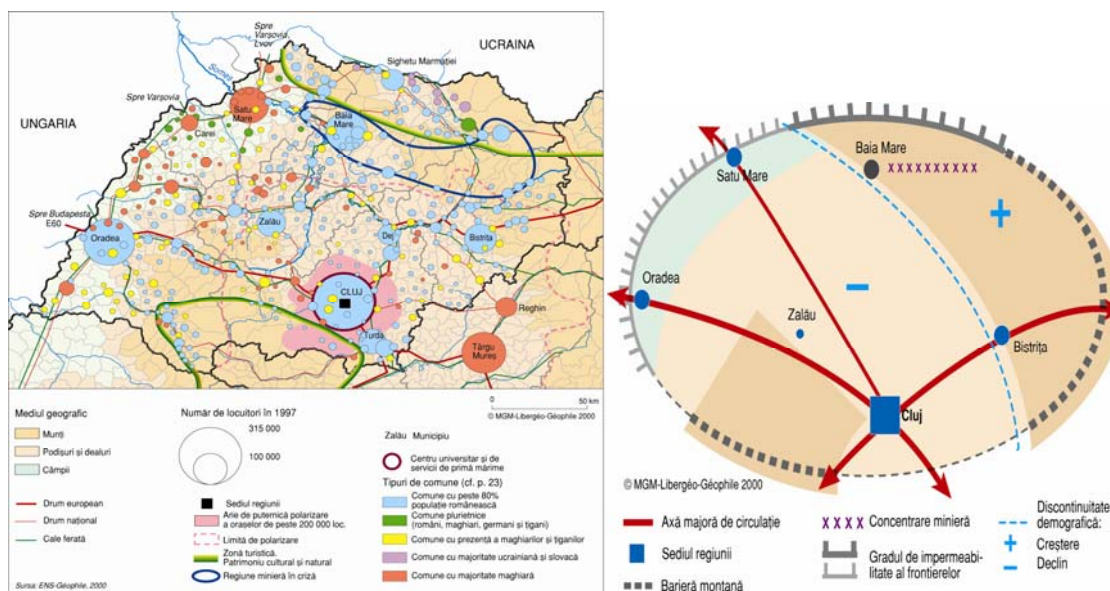 Spre
Varșovia,
Lvov
UCRAINA
Someș
Sighetu Marmației
Spre Varșovia
Satu
Mare
UNGARIA
Carei
Baia
Mare
Spre Budapesta
E60
Oradea
Zalău
Dej
Bistrița
CLUJ
Reghin
Turda
Târgu
Mureș
0 50 km
© MGM-Libergéo-Géophile 2000
Mediul geografic
Munți
Podișuri și dealuri
Câmpii
Drum european
Drum național
Cale ferată
Sursa: ENS-Géophile, 2000
Număr de locuitori în 1997
315 000
100 000
Sediul regiunii
Arie de puternică polarizare
a orașelor de peste 200 000 loc.
Limită de polarizare
Zonă turistică.
Patrimoniu cultural și natural
Regiune minieră în criză
Zalău Municipiu
Centru universitar și de
servicii de primă mărime
Tipuri de comune (cf. p. 23)
Comune cu peste 80%
populație românească
Comune plurietnice
(români, maghiari, germani și țigani)
Comune cu prezență a maghiarilor și țiganilor
Comune cu majoritate ucraineană și slovacă
Comune cu majoritate maghiară
Baia Mare
Satu Mare
Oradea
Zalău
Bistrița
Cluj
© MGM-Libergéo-Géophile 2000
Axă majoră de circulație
Sediul regiunii
Barieră montană
Concentrare minieră
Gradul de impermeabi-
litate al frontierelor
Discontinuitate
demografică:
Creștere
Declin